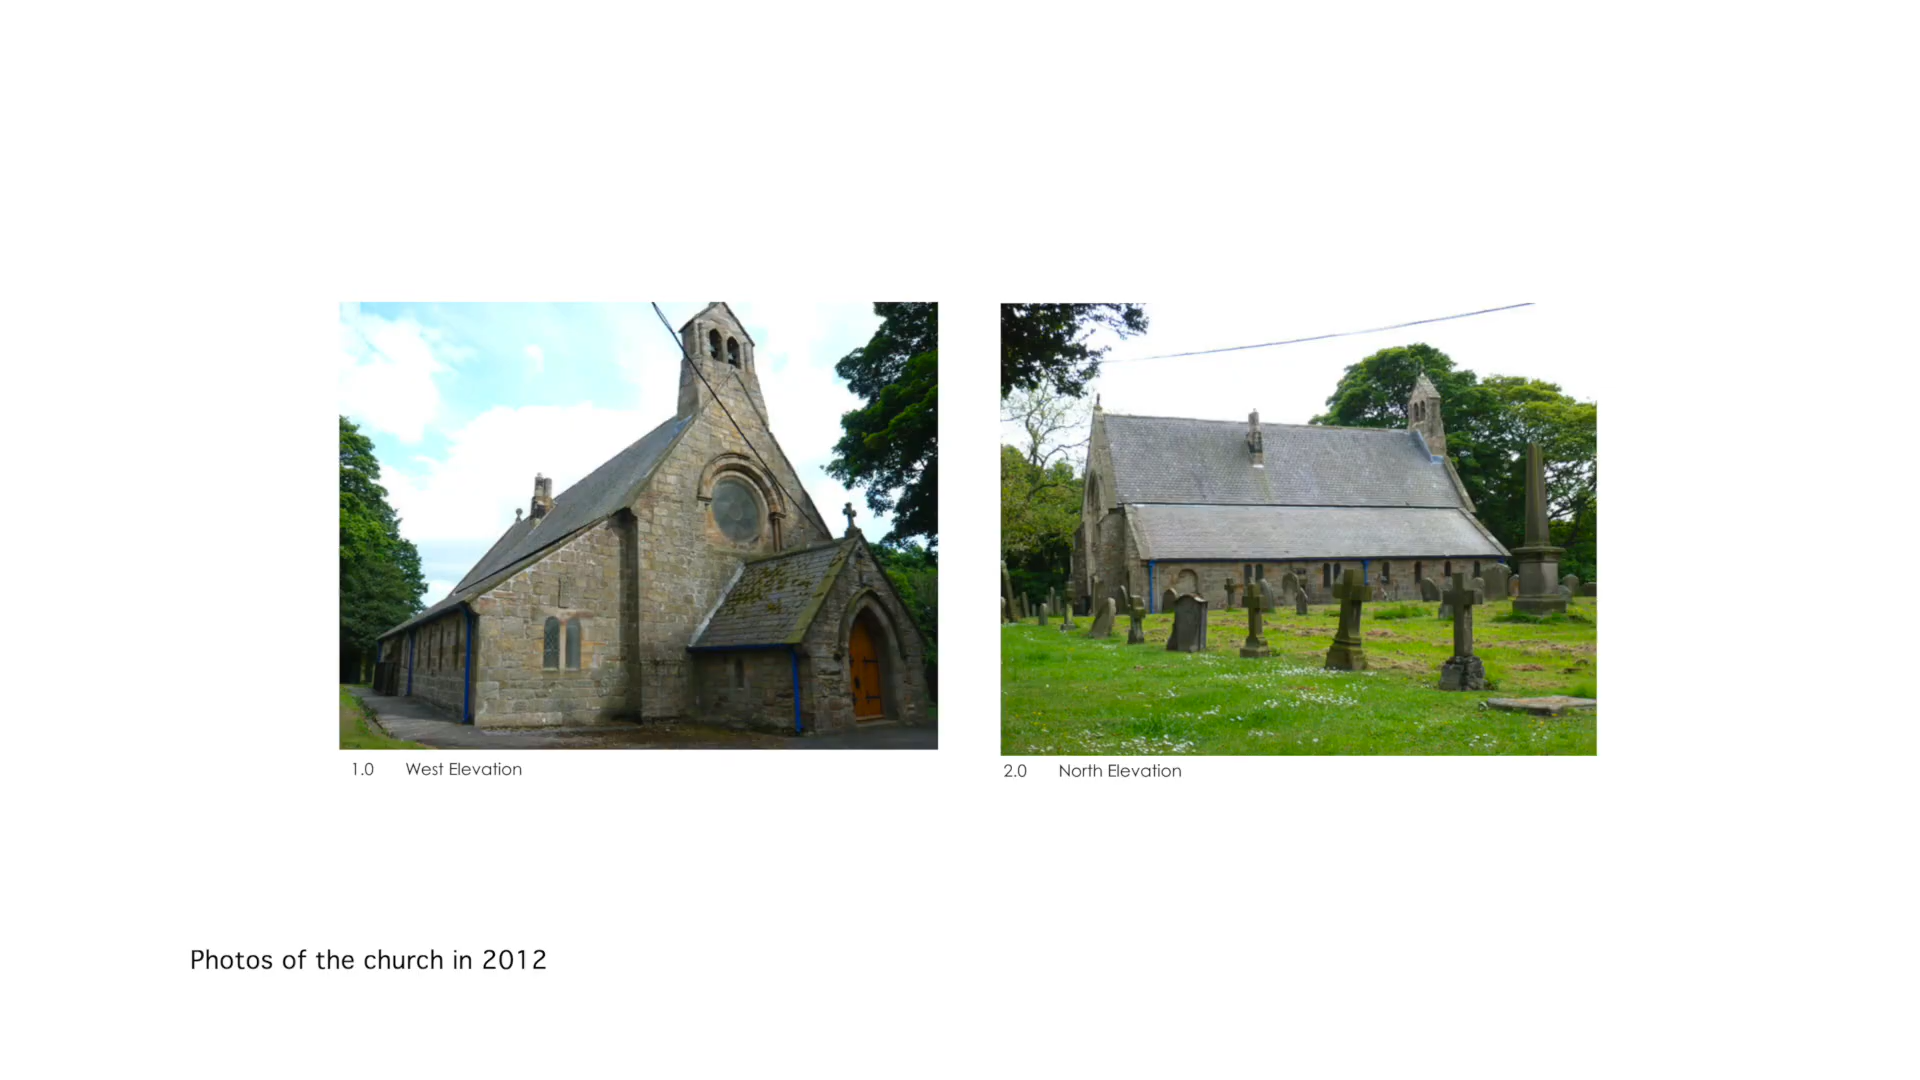 1.0 West Elevation
2.0 North Elevation
Photos of the church in 2012